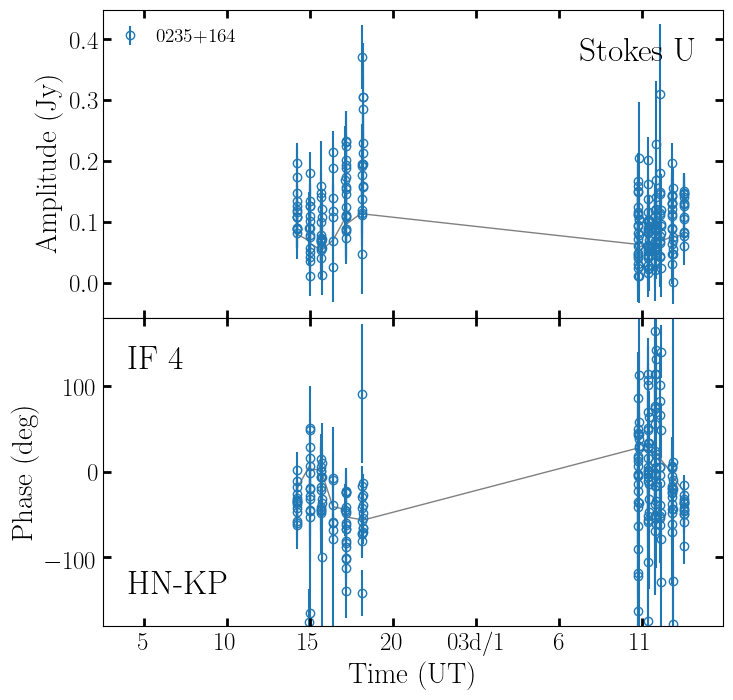 0235+164
Stokes U
0.4
0.3
0.2
0.1
0.0
Amplitude (Jy)
IF 4
100
0
−100
Phase (deg)
HN-KP
5 10 15 20 03d/1 6 11
Time (UT)